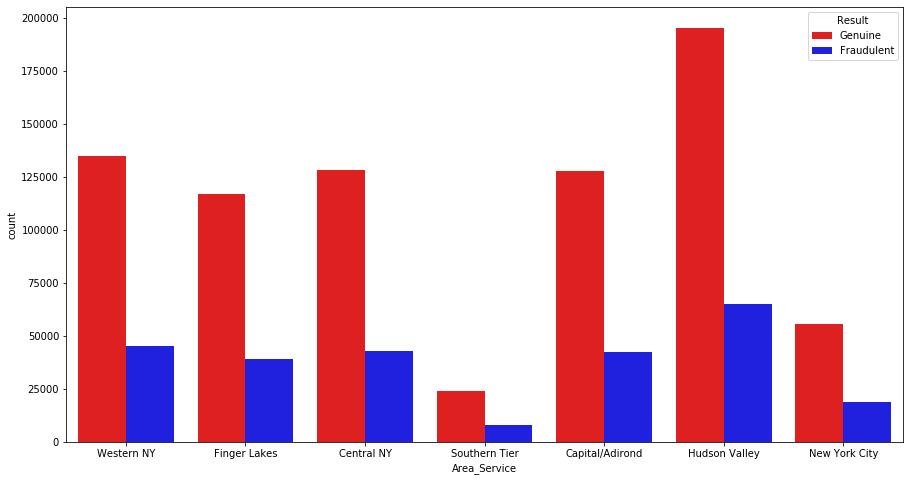 Result
Genuine
Fraudulent
200000
175000
150000
125000
100000
75000
50000
25000
0
count
Western NY
Finger Lakes
Central NY
Southern Tier
Capital/Adirond
Hudson Valley
New York City
Area_Service